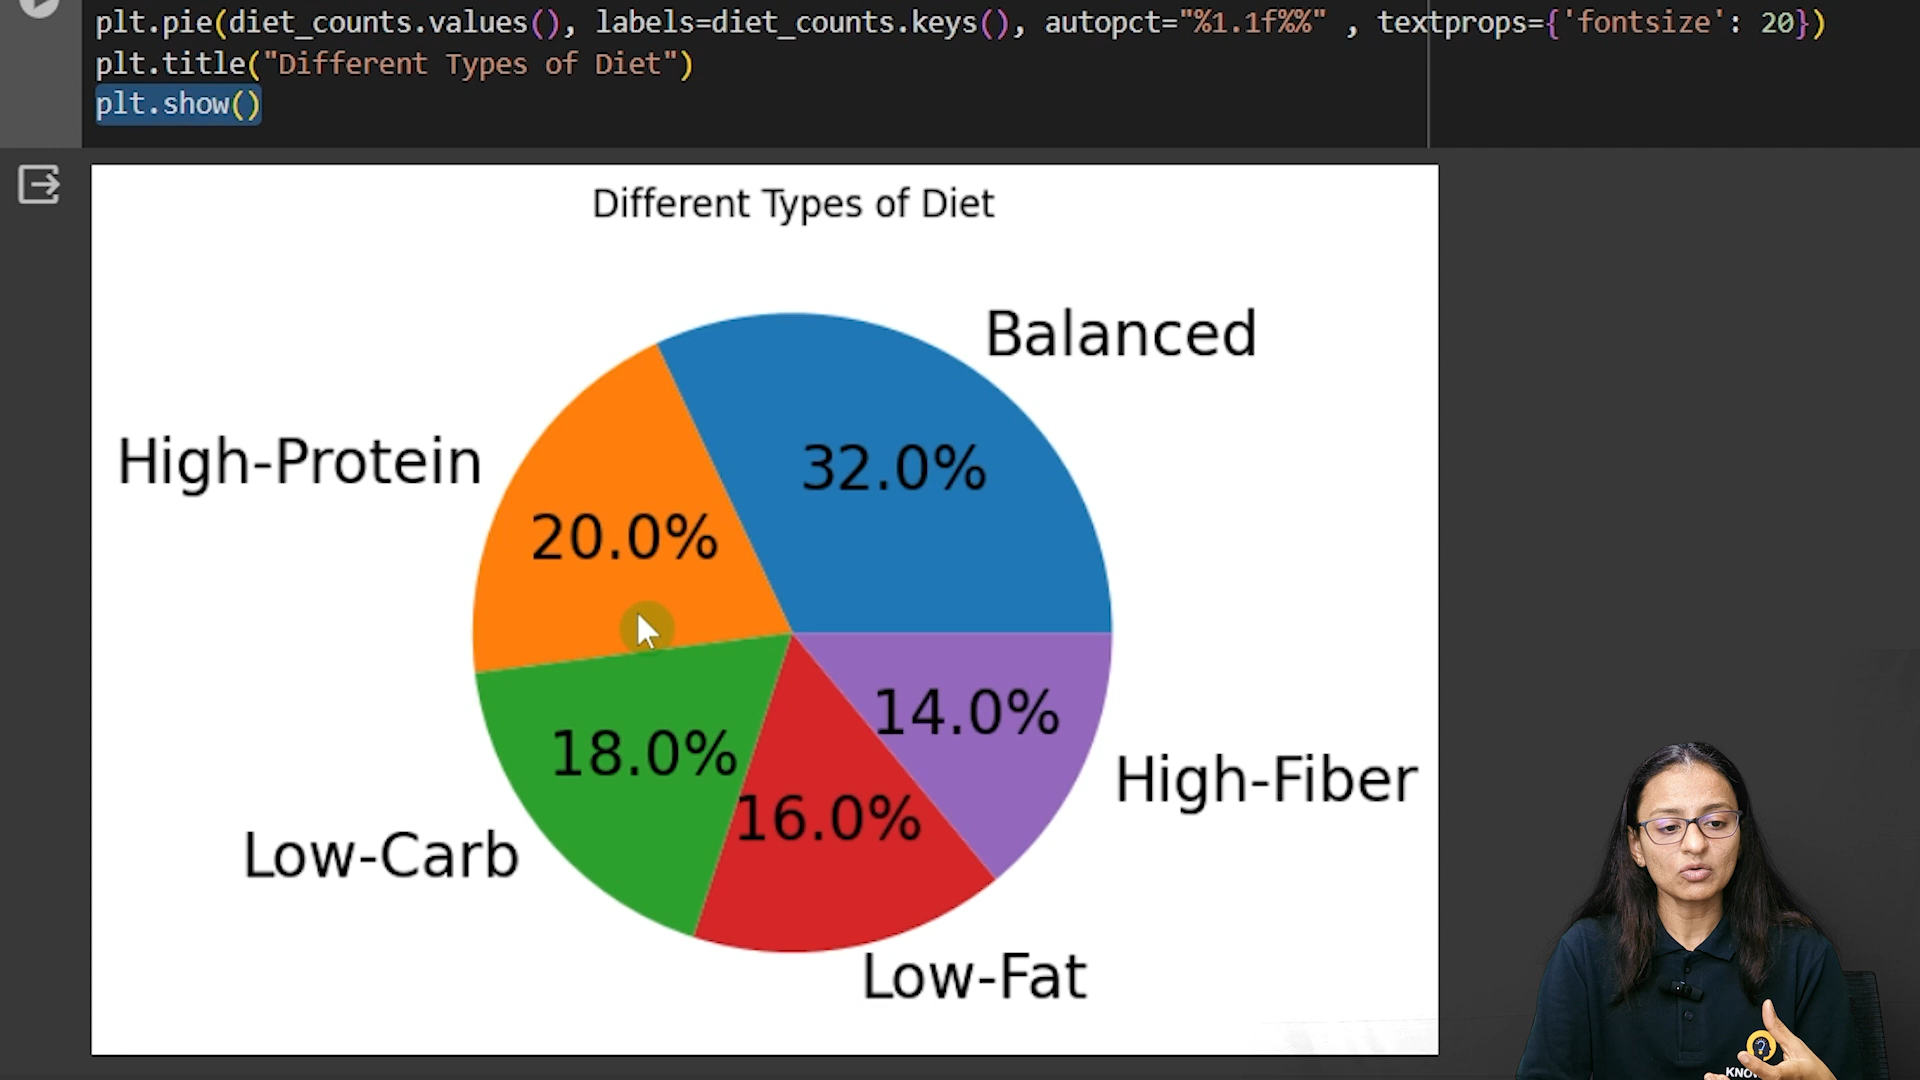 plt.pie(diet_counts.values(), labels=diet_counts.keys(), autopct="%1.1f%%" , textprops={'fontsize': 20})
plt.title("Different Types of Diet")
plt.show()
Different Types of Diet
Balanced
32.0%
High-Protein
20.0%
14.0%
18.0%
High-Fiber
16.0%
Low-Carb
Low-Fat